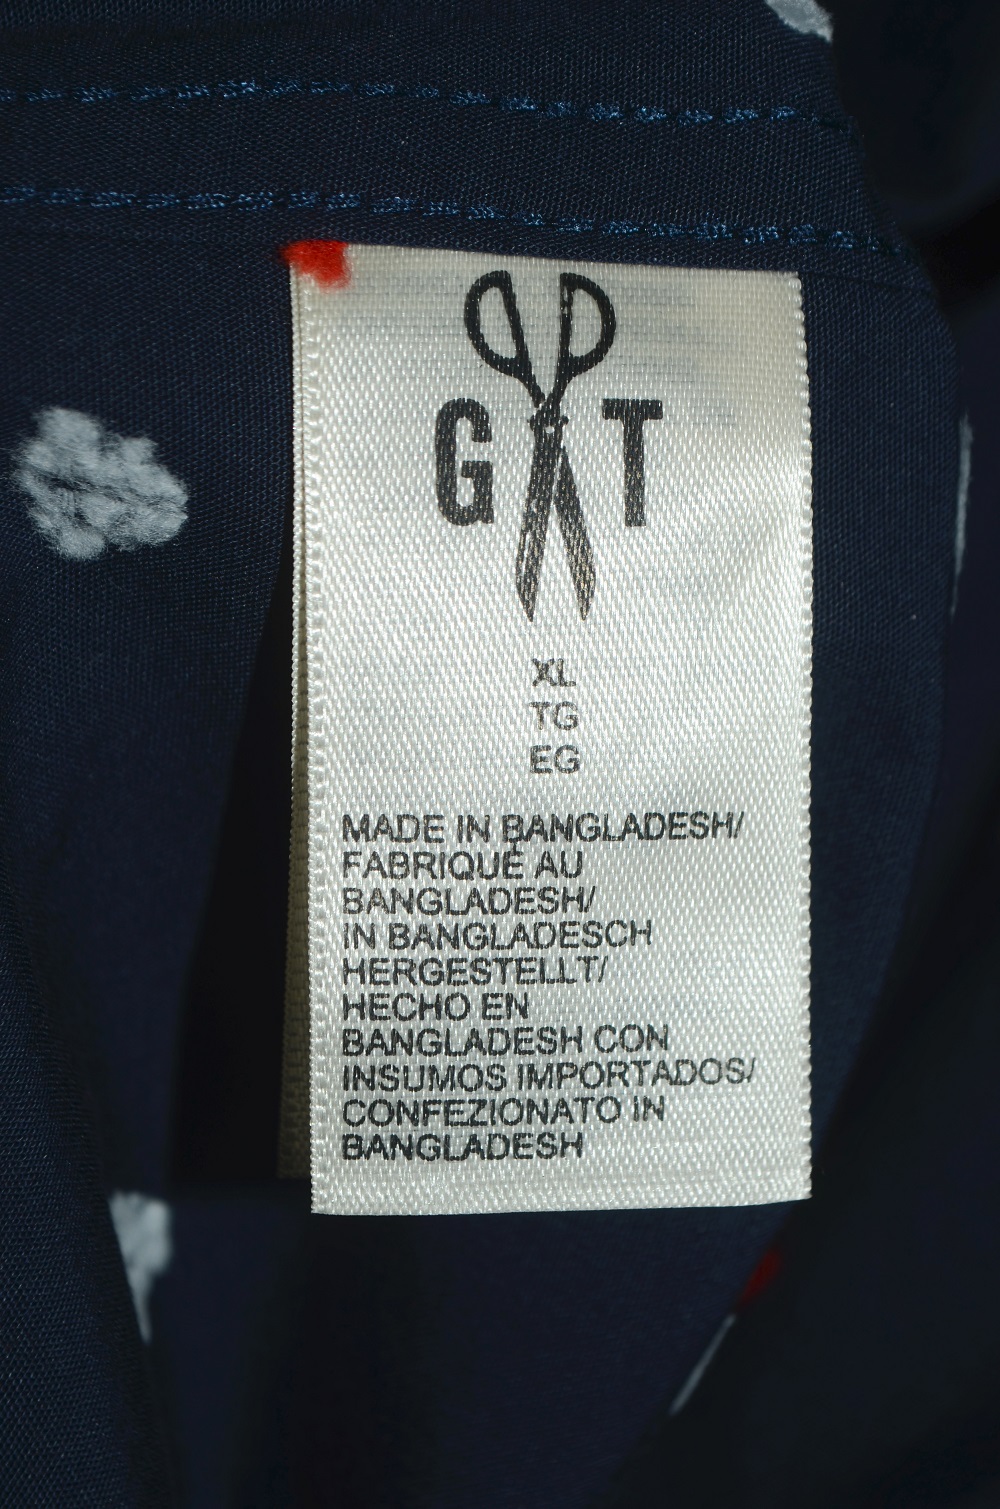 G T
XL
TG
EG
MADE IN BANGLADESH/
FABRIQUÉ AU
BANGLADESH/
IN BANGLADESCH
HERGESTELLT/
HECHO EN
BANGLADESH CON
INSUMOS IMPORTADOS/
CONFEZIONATO IN
BANGLADESH